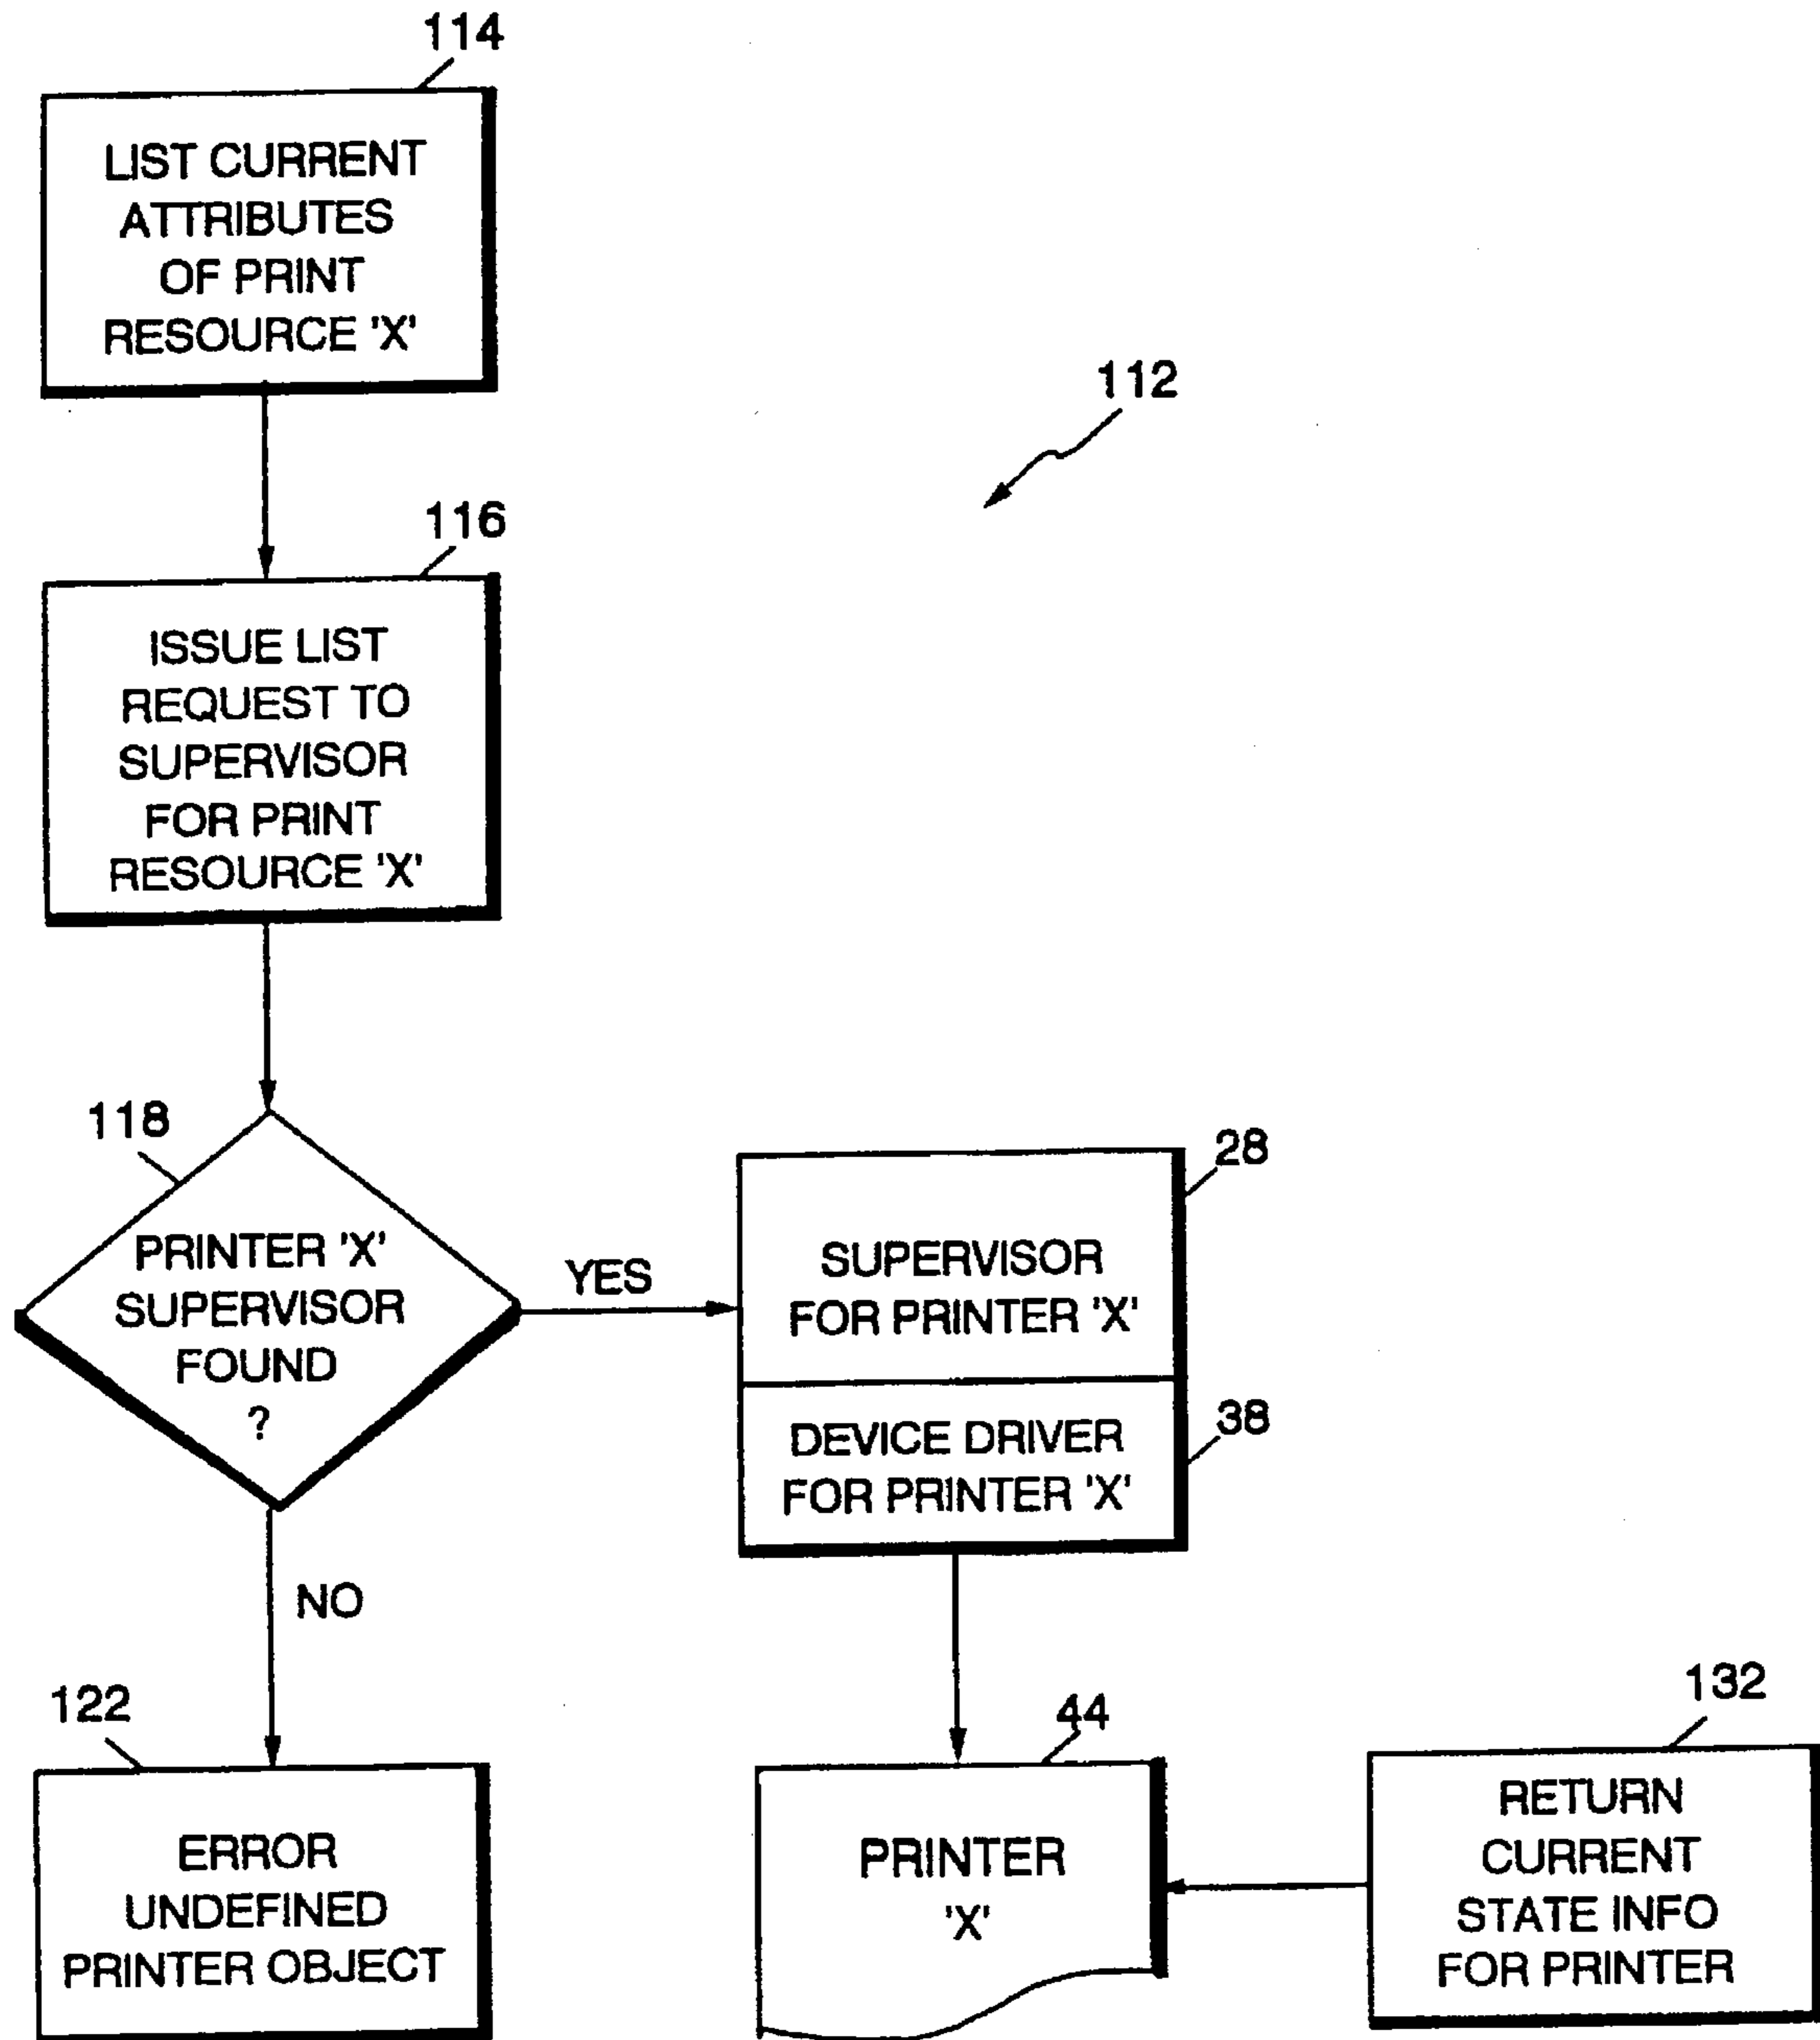 114
LIST CURRENT
ATTRIBUTES
OF PRINT
RESOURCE 'X'
112
116
ISSUE LIST
REQUEST TO
SUPERVISOR
FOR PRINT
RESOURCE 'X'
118
PRINTER 'X'
SUPERVISOR
FOUND
?
YES
28
SUPERVISOR
FOR PRINTER 'X'
38
DEVICE DRIVER
FOR PRINTER 'X'
NO
122
ERROR
UNDEFINED
PRINTER OBJECT
44
PRINTER
'X'
132
RETURN
CURRENT
STATE INFO
FOR PRINTER